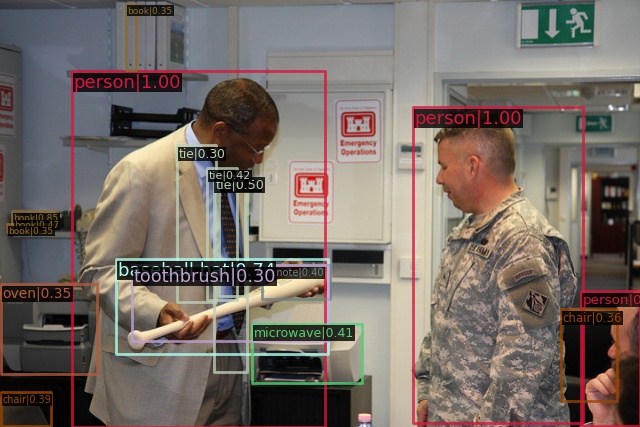 book|0.35
person|1.00
person|1.00
tie|0.30
tie|0.42
tie|0.50
Emergency
Operations
Emergency
Operations
book|0.85
book|0.47
book|0.35
baseball bat|0.74
toothbrush|0.30
note|0.40
oven|0.35
microwave|0.41
person|0
chair|0.36
chair|0.39